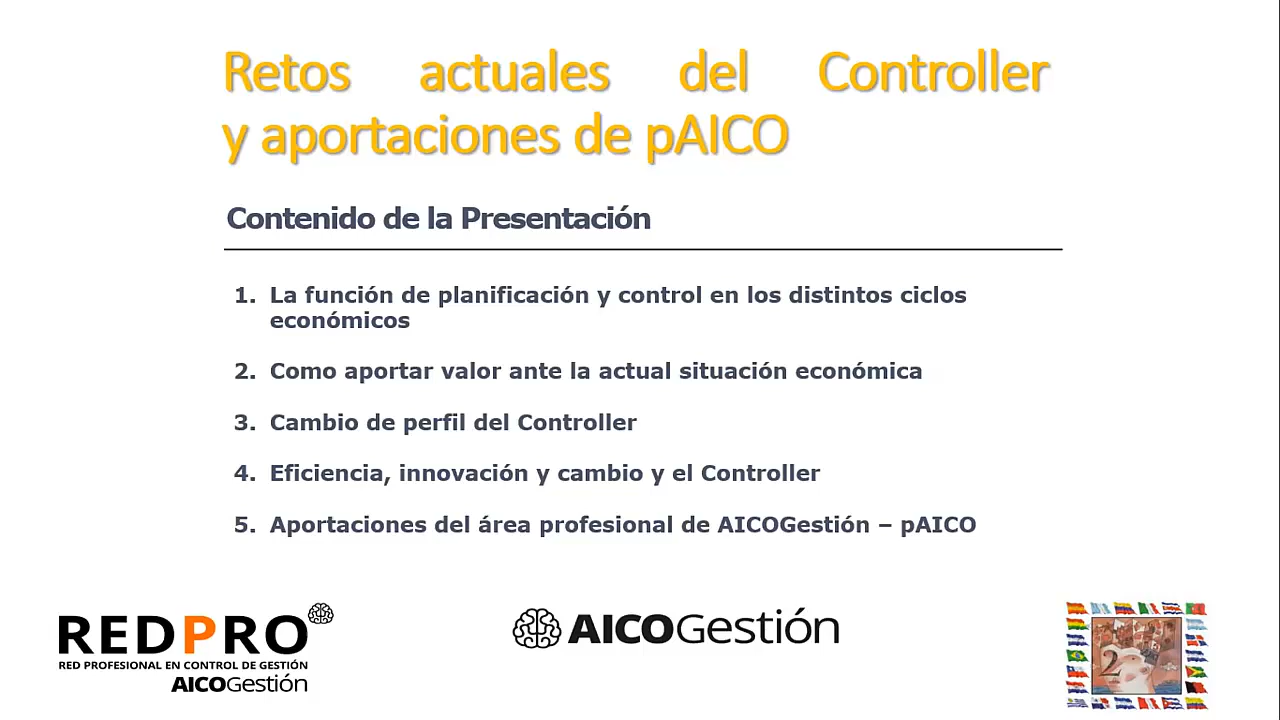 Retos actuales del Controller
y aportaciones de pAICO
Contenido de la Presentación
1. La función de planificación y control en los distintos ciclos
económicos
2. Como aportar valor ante la actual situación económica
3. Cambio de perfil del Controller
4. Eficiencia, innovación y cambio y el Controller
5. Aportaciones del área profesional de AICOGestión – pAICO
REDPRO
RED PROFESIONAL EN CONTROL DE GESTIÓN
AICOGestión
AICOGestión
2